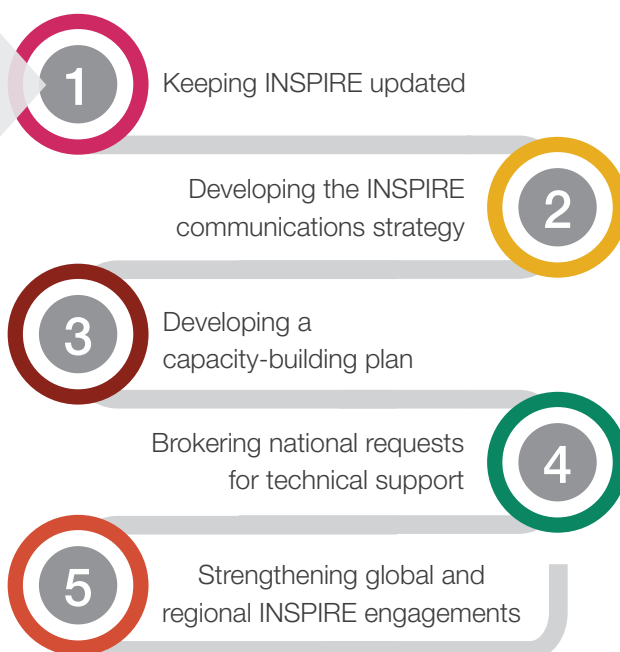 1
Keeping INSPIRE updated
2
Developing the INSPIRE
communications strategy
3
Developing a
capacity-building plan
4
Brokering national requests
for technical support
5
Strengthening global and
regional INSPIRE engagements